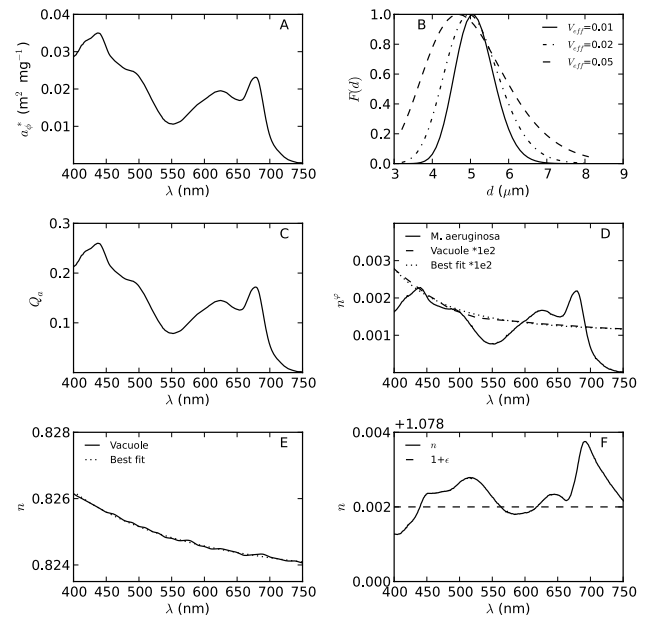 A
0.04
0.03
0.02
0.01
400 450 500 550 600 650 700 750
λ (nm)
a*ϕ (m² mg⁻¹)
B
Veff=0.01
Veff=0.02
Veff=0.05
1.0
0.8
0.6
0.4
0.2
0.0
3 4 5 6 7 8 9
d (μm)
F(d)
C
0.3
0.2
0.1
400 450 500 550 600 650 700 750
λ (nm)
Qa
D
M. aeruginosa
Vacuole *1e2
Best fit *1e2
0.003
0.002
0.001
400 450 500 550 600 650 700 750
λ (nm)
nφ
E
Vacuole
Best fit
0.828
0.826
0.824
400 450 500 550 600 650 700 750
λ (nm)
n
+1.078
F
n
1+ϵ
0.004
0.002
0.000
400 450 500 550 600 650 700 750
λ (nm)
n